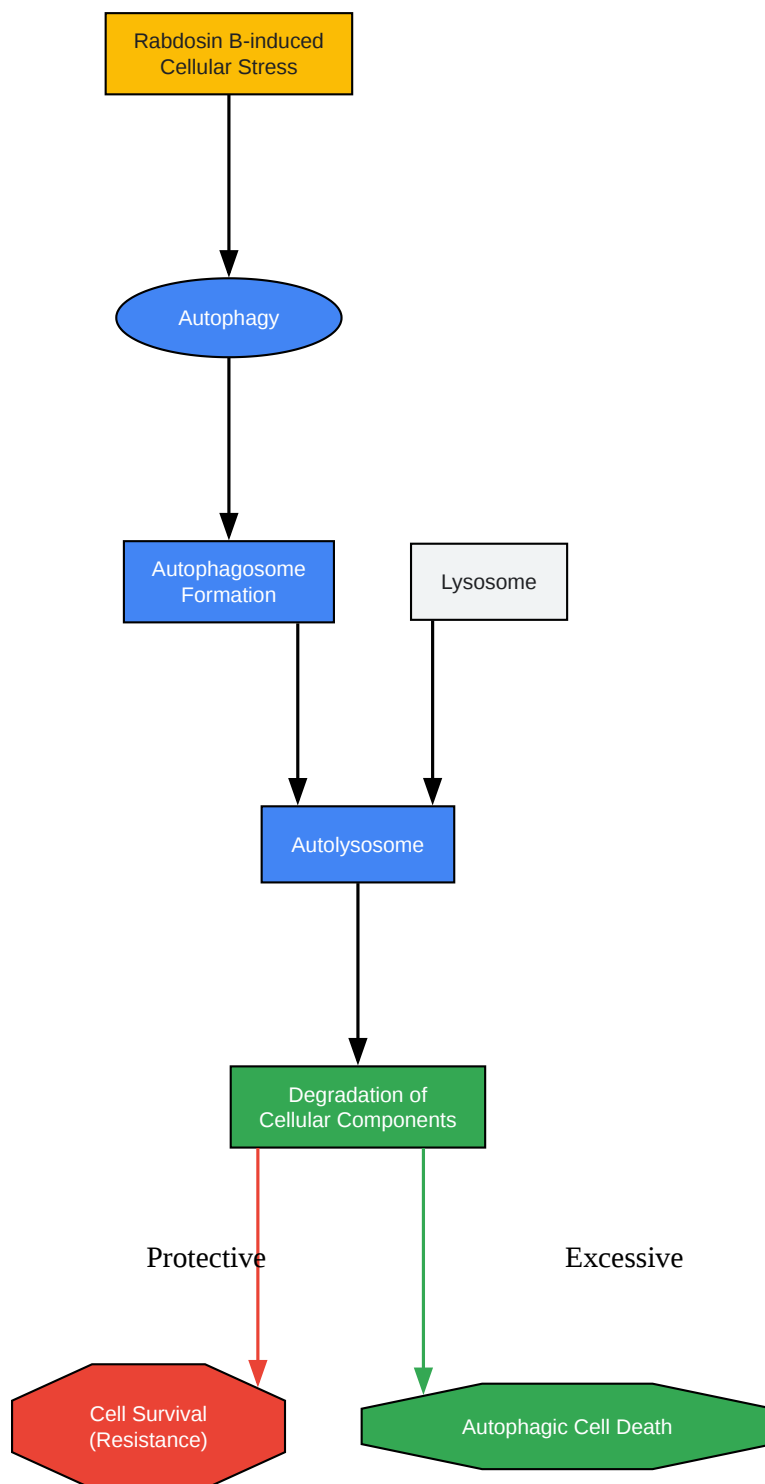 Rabdosin B-induced
Cellular Stress
Autophagy
Autophagosome
Formation
Lysosome
Autolysosome
Degradation of
Cellular Components
Protective
Excessive
Cell Survival
(Resistance)
Autophagic Cell Death